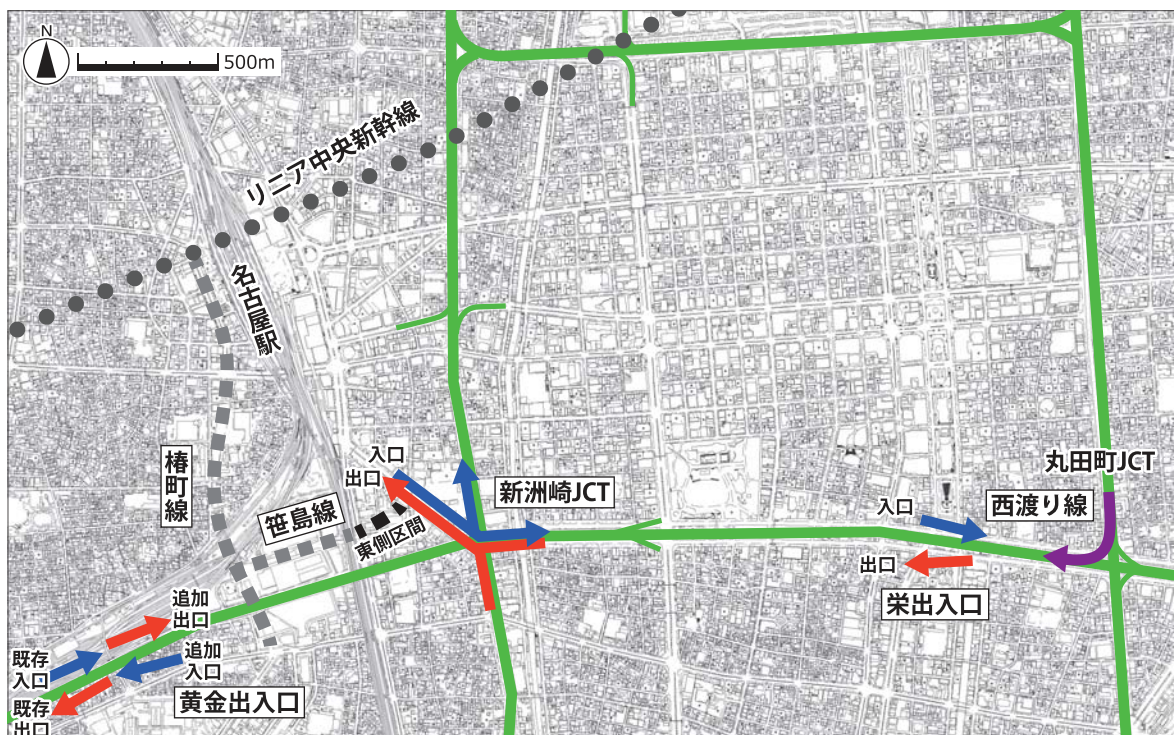 N
500m
リニア中央新幹線
名古屋駅
椿町線
笹島線
東側区間
入口
出口
新洲崎JCT
丸田町JCT
西渡り線
入口
出口
栄出入口
追加
出口
追加
入口
既存
入口
既存
出口
黄金出入口